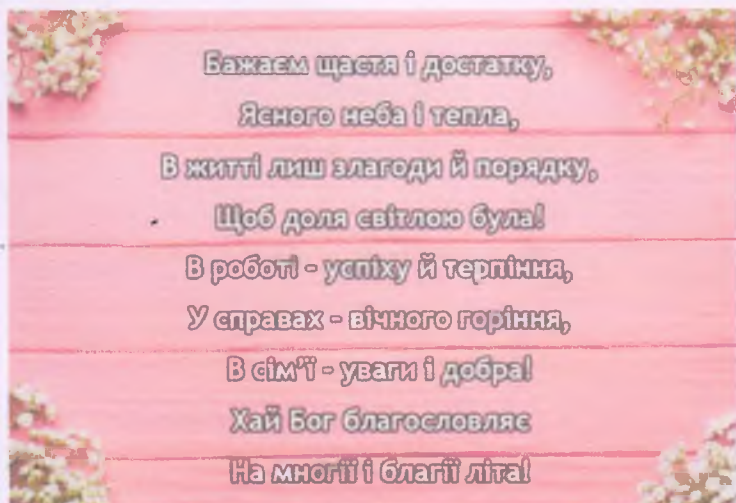 Бажаєм щастя і достатку,
Ясного неба і тепла,
В житті лиш злагоди й порядку,
Щоб доля світлою була!
В роботі - успіху й терпіння,
У справах - вічного горіння,
В сім'ї - уваги і добра!
Хай Бог благословляє
На многії і благії літа!